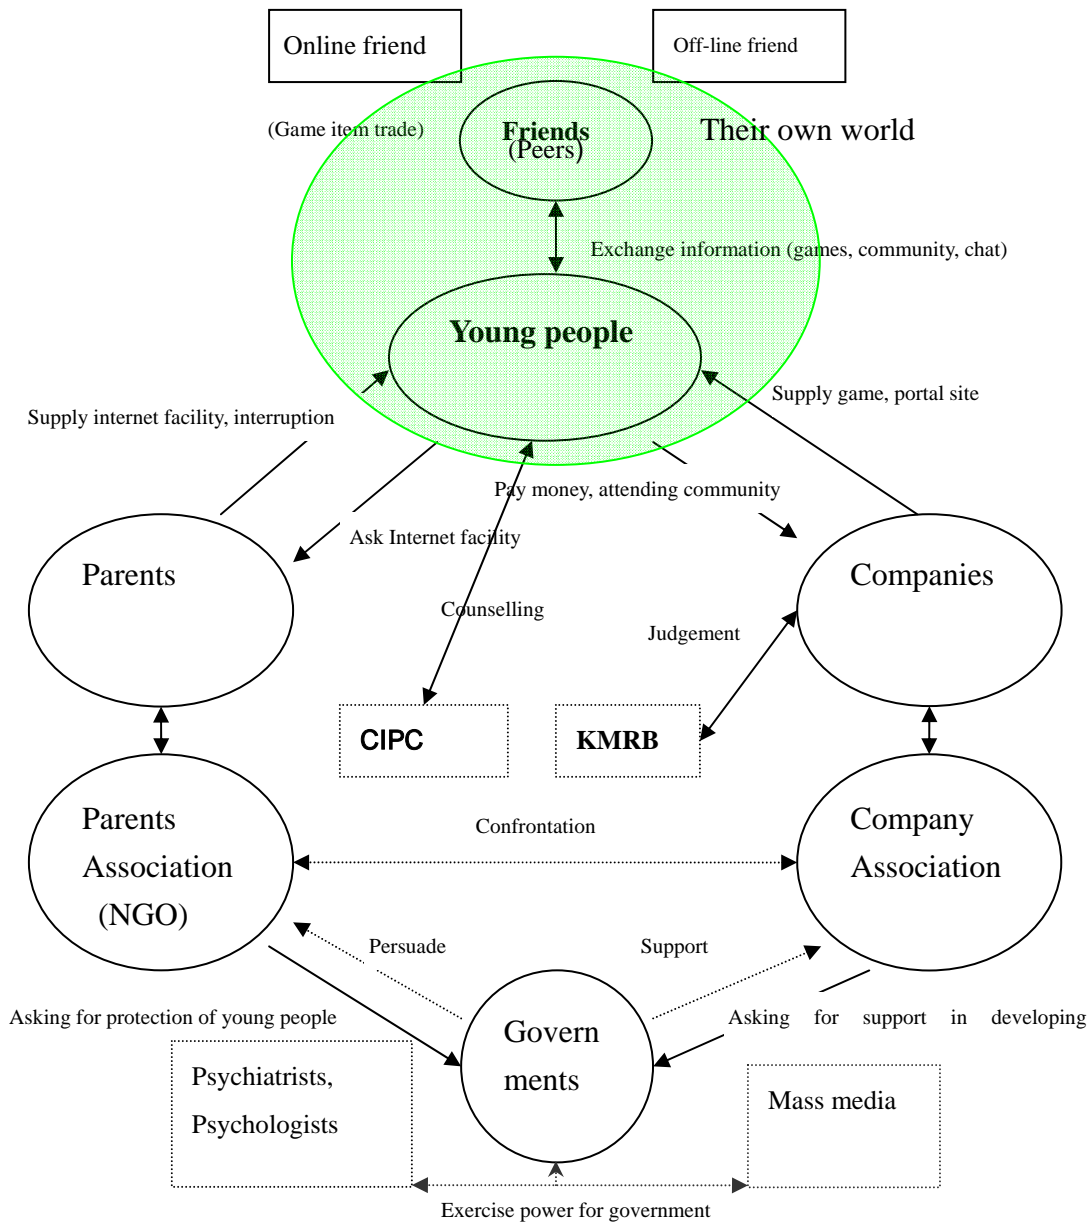 Online friend
Off-line friend
(Game item trade)
Friends
(Peers)
Their own world
Exchange information (games, community, chat)
Young people
Supply game, portal site
Supply internet facility, interruption
Pay money, attending community
Ask Internet facility
Parents
Companies
Counselling
Judgement
CIPC
KMRB
Parents
Association
(NGO)
Confrontation
Company
Association
Persuade
Support
Asking for protection of young people
Asking for support in developing
Govern
ments
Psychiatrists,
Psychologists
Mass media
Exercise power for government